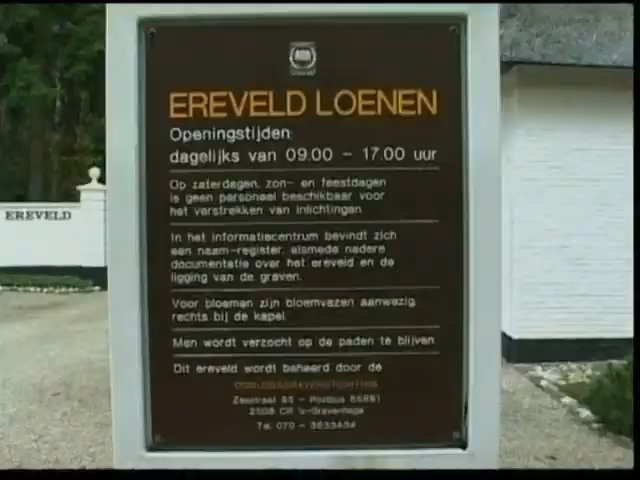 EREVELD LOENEN
Openingstijden:
dagelijks van 09.00 - 17.00 uur
Op zaterdagen, zon- en feestdagen
is geen personeel beschikbaar voor
het verstrekken van inlichtingen.
In het informatiecentrum bevindt zich
een naam-register, alsmede nadere
documentatie over het ereveld en de
ligging van de graven.
Voor bloemen zijn bloemvazen aanwezig,
rechts bij de kapel.
Men wordt verzocht op de paden te blijven
Dit ereveld wordt beheerd door de
OORLOGSGRAVENSTICHTING
Zeestraat 85 - Postbus
2508 CR 's-Gravenhage
Tel. 070 -
EREVELD